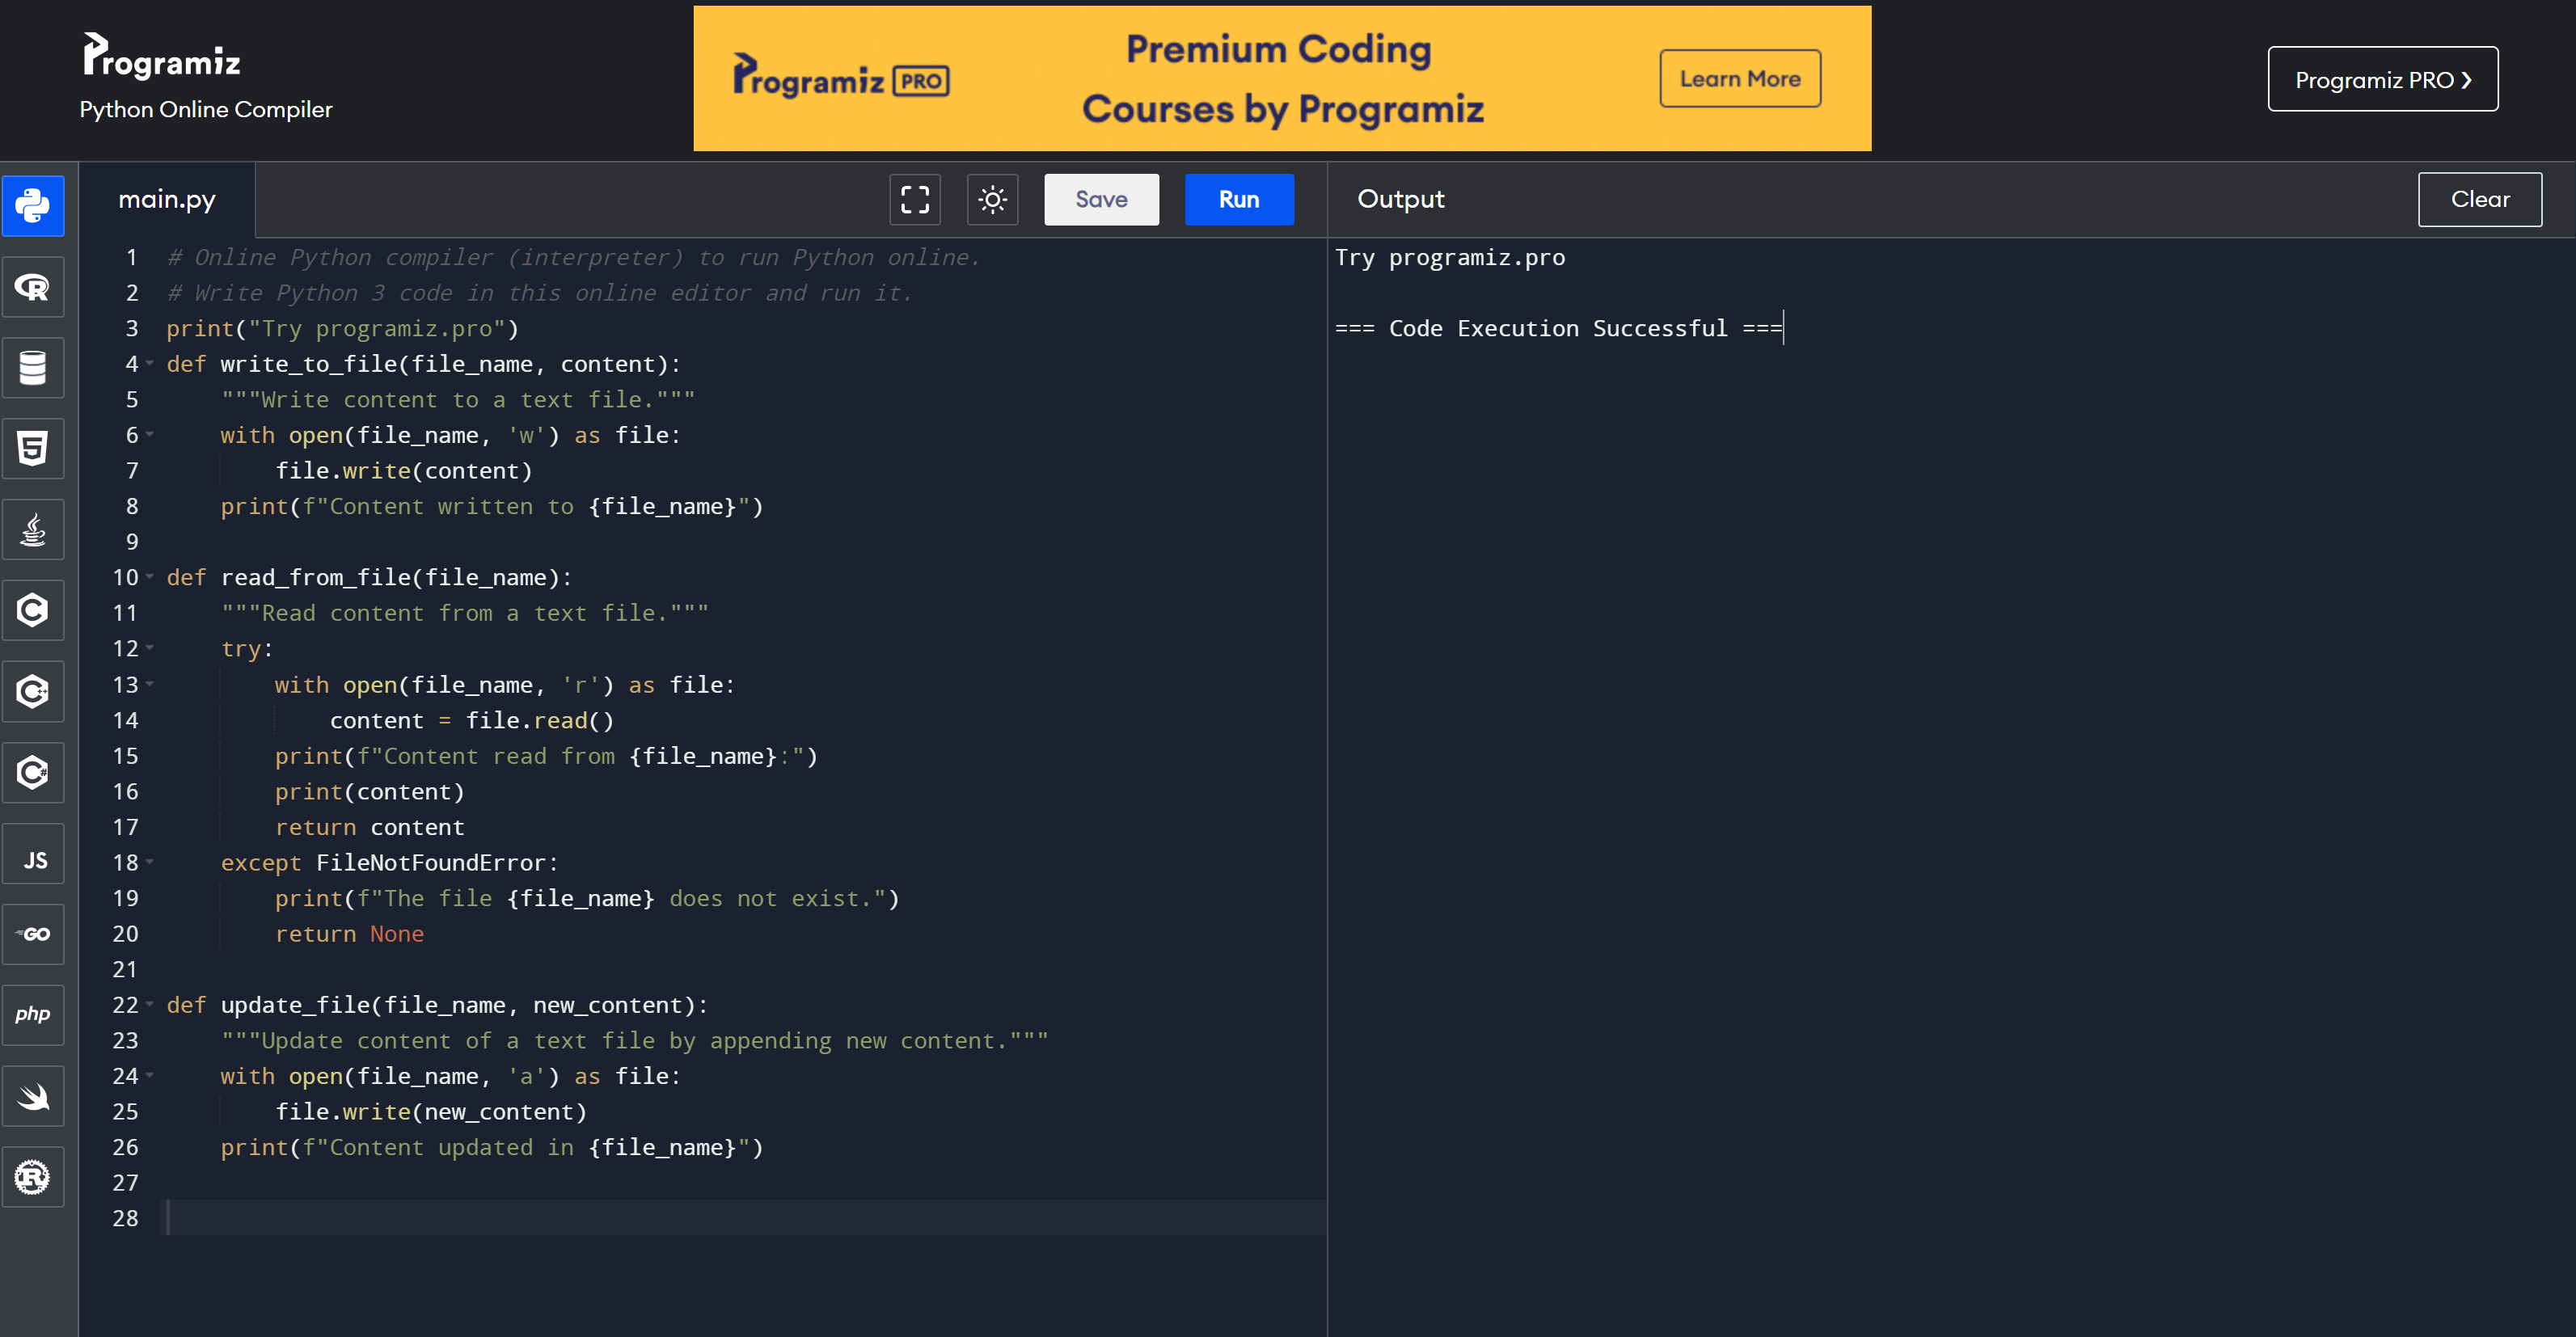 Programiz
Python Online Compiler
Programiz PRO
Premium Coding
Courses by Programiz
Learn More
Programiz PRO ❯
main.py
Save
Run
Output
Clear
1 # Online Python compiler (interpreter) to run Python online.
2 # Write Python 3 code in this online editor and run it.
3 print("Try programiz.pro")
4 def write_to_file(file_name, content):
5     """Write content to a text file."""
6     with open(file_name, 'w') as file:
7         file.write(content)
8     print(f"Content written to {file_name}")
9
10 def read_from_file(file_name):
11     """Read content from a text file."""
12     try:
13         with open(file_name, 'r') as file:
14             content = file.read()
15         print(f"Content read from {file_name}:")
16         print(content)
17         return content
18     except FileNotFoundError:
19         print(f"The file {file_name} does not exist.")
20         return None
21
22 def update_file(file_name, new_content):
23     """Update content of a text file by appending new content."""
24     with open(file_name, 'a') as file:
25         file.write(new_content)
26     print(f"Content updated in {file_name}")
27
28
Try programiz.pro
=== Code Execution Successful ===
R
5
C
C++
C#
JS
GO
php
R